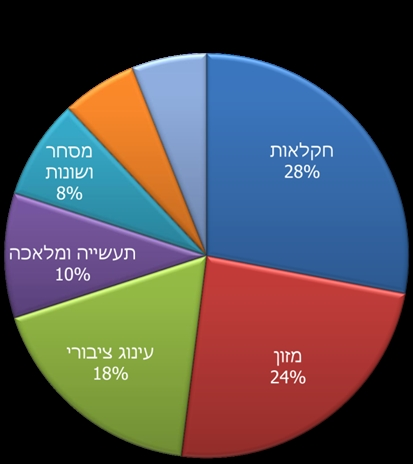 חקלאות
28%
מזון
24%
עינוג ציבורי
18%
תעשייה ומלאכה
10%
מסחר
ושונות
8%